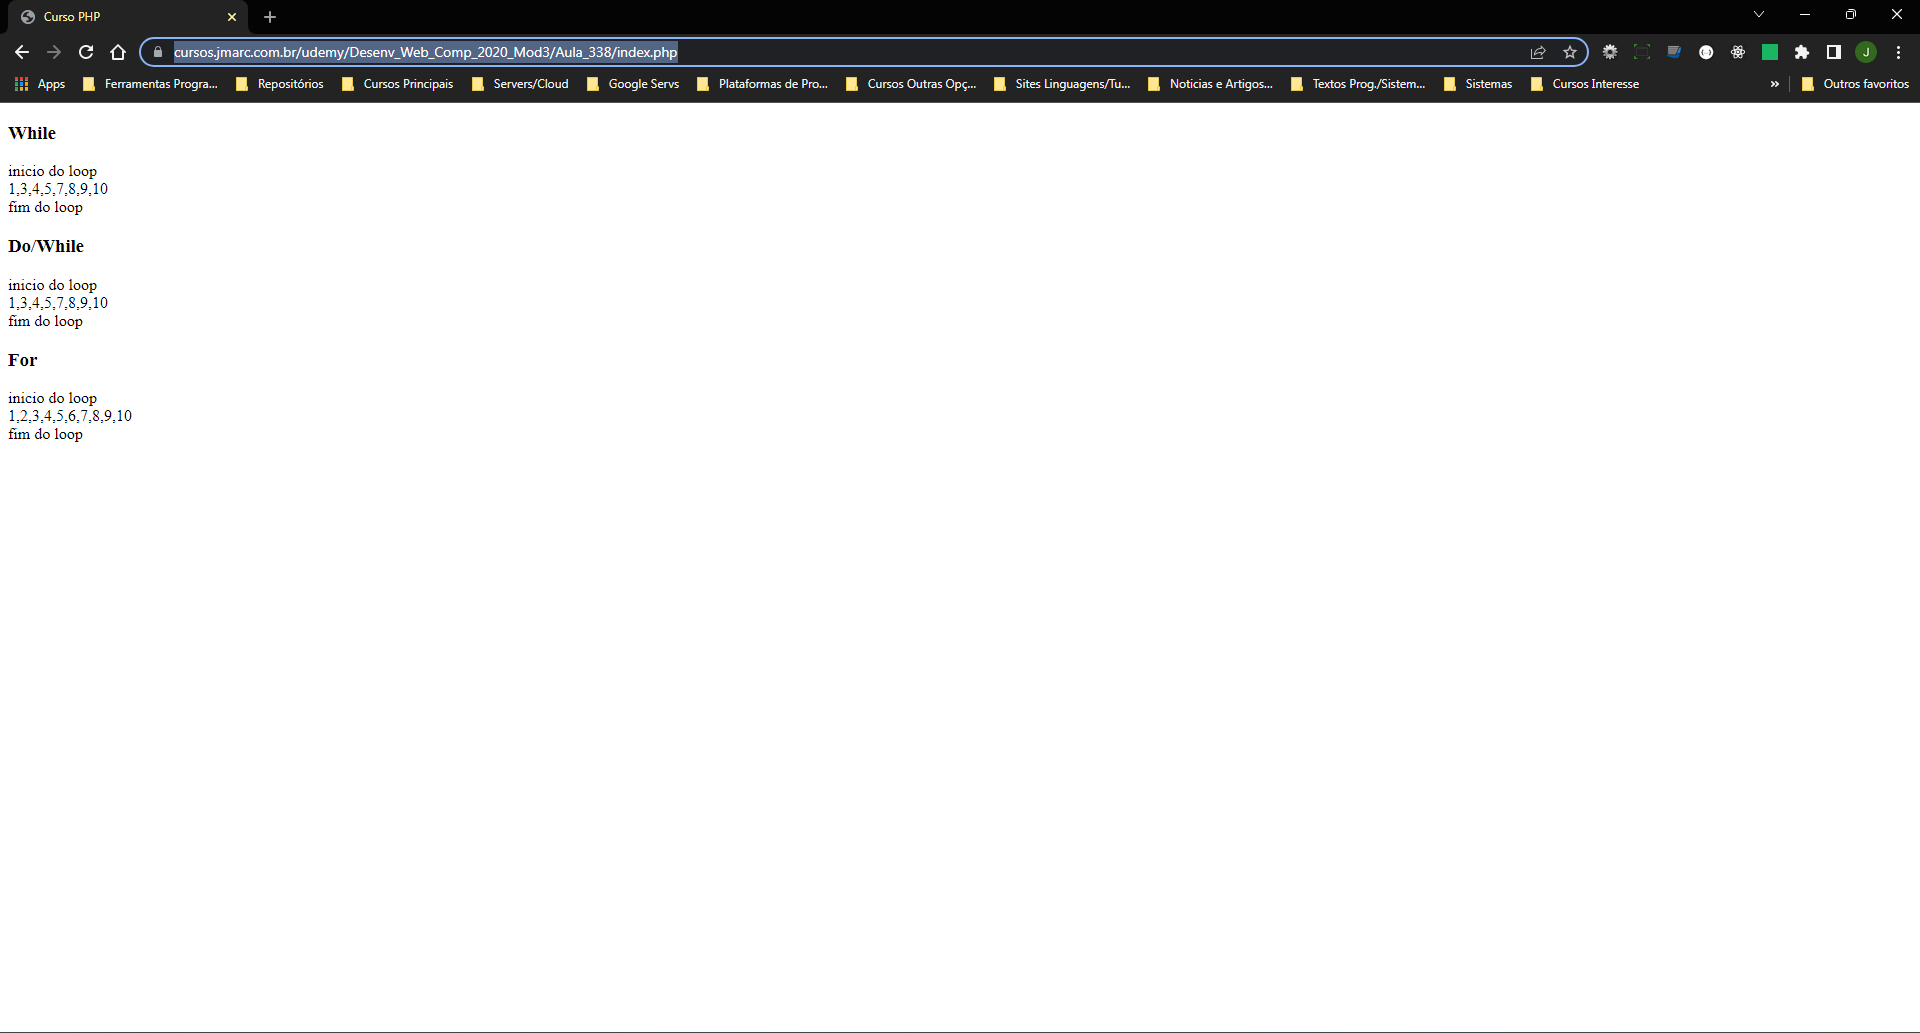 Curso PHP
cursos.jmarc.com.br/udemy/Desenv_Web_Comp_2020_Mod3/Aula_338/index.php
J
Apps Ferramentas Progra... Repositórios Cursos Principais Servers/Cloud Google Servs Plataformas de Pro... Cursos Outras Opç... Sites Linguagens/Tu... Noticias e Artigos... Textos Prog./Sistem... Sistemas Cursos Interesse » Outros favoritos
While
inicio do loop
1,3,4,5,7,8,9,10
fim do loop
Do/While
inicio do loop
1,3,4,5,7,8,9,10
fim do loop
For
inicio do loop
1,2,3,4,5,6,7,8,9,10
fim do loop